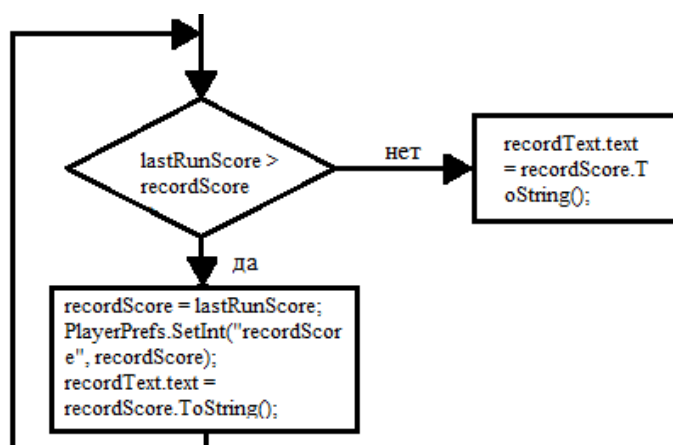 lastRunScore >
recordScore
нет
recordText.text
= recordScore.T
oString();
да
recordScore = lastRunScore;
PlayerPrefs.SetInt("recordScor
e", recordScore);
recordText.text =
recordScore.ToString();